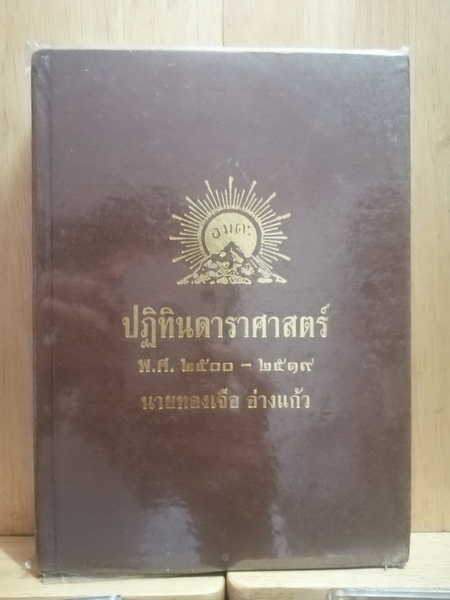 อมตะ
ปฏิทินดาราศาสตร์
พ.ศ. ๒๕๐๐ - ๒๕๑๙
นายทองเจือ อ่างแก้ว